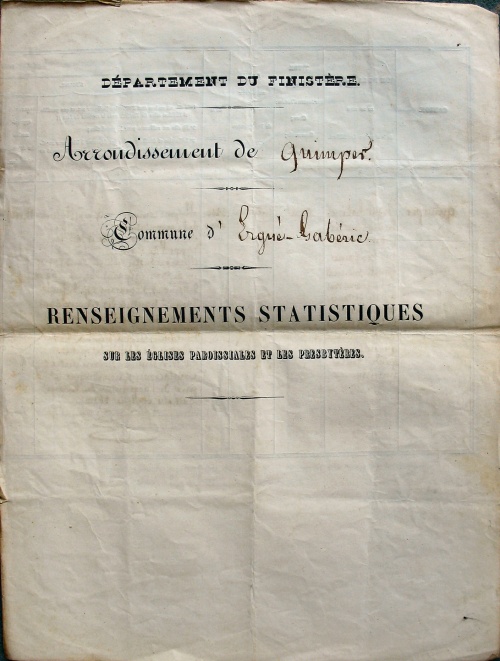 DÉPARTEMENT DU FINISTÈRE.
Arrondissement de Quimper.
Commune d' Ergué-Gabéric.
RENSEIGNEMENTS STATISTIQUES
SUR LES ÉGLISES PAROISSIALES ET LES PRESBYTÈRES.